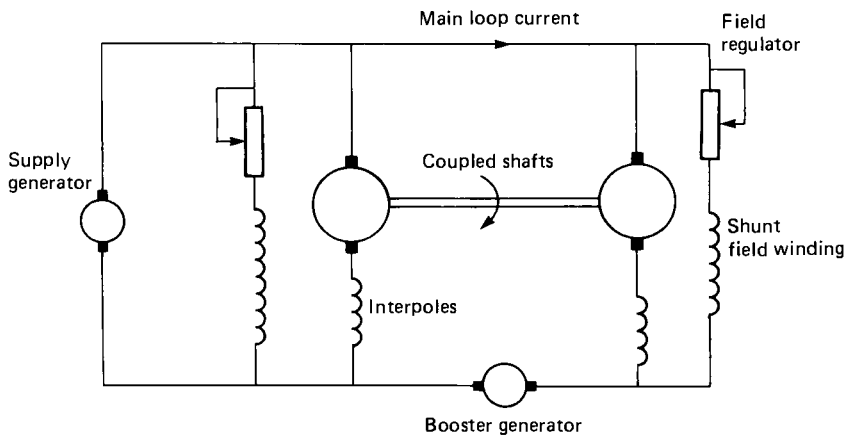 Main loop current
Field
regulator
Supply
generator
Coupled shafts
Shunt
field winding
Interpoles
Booster generator